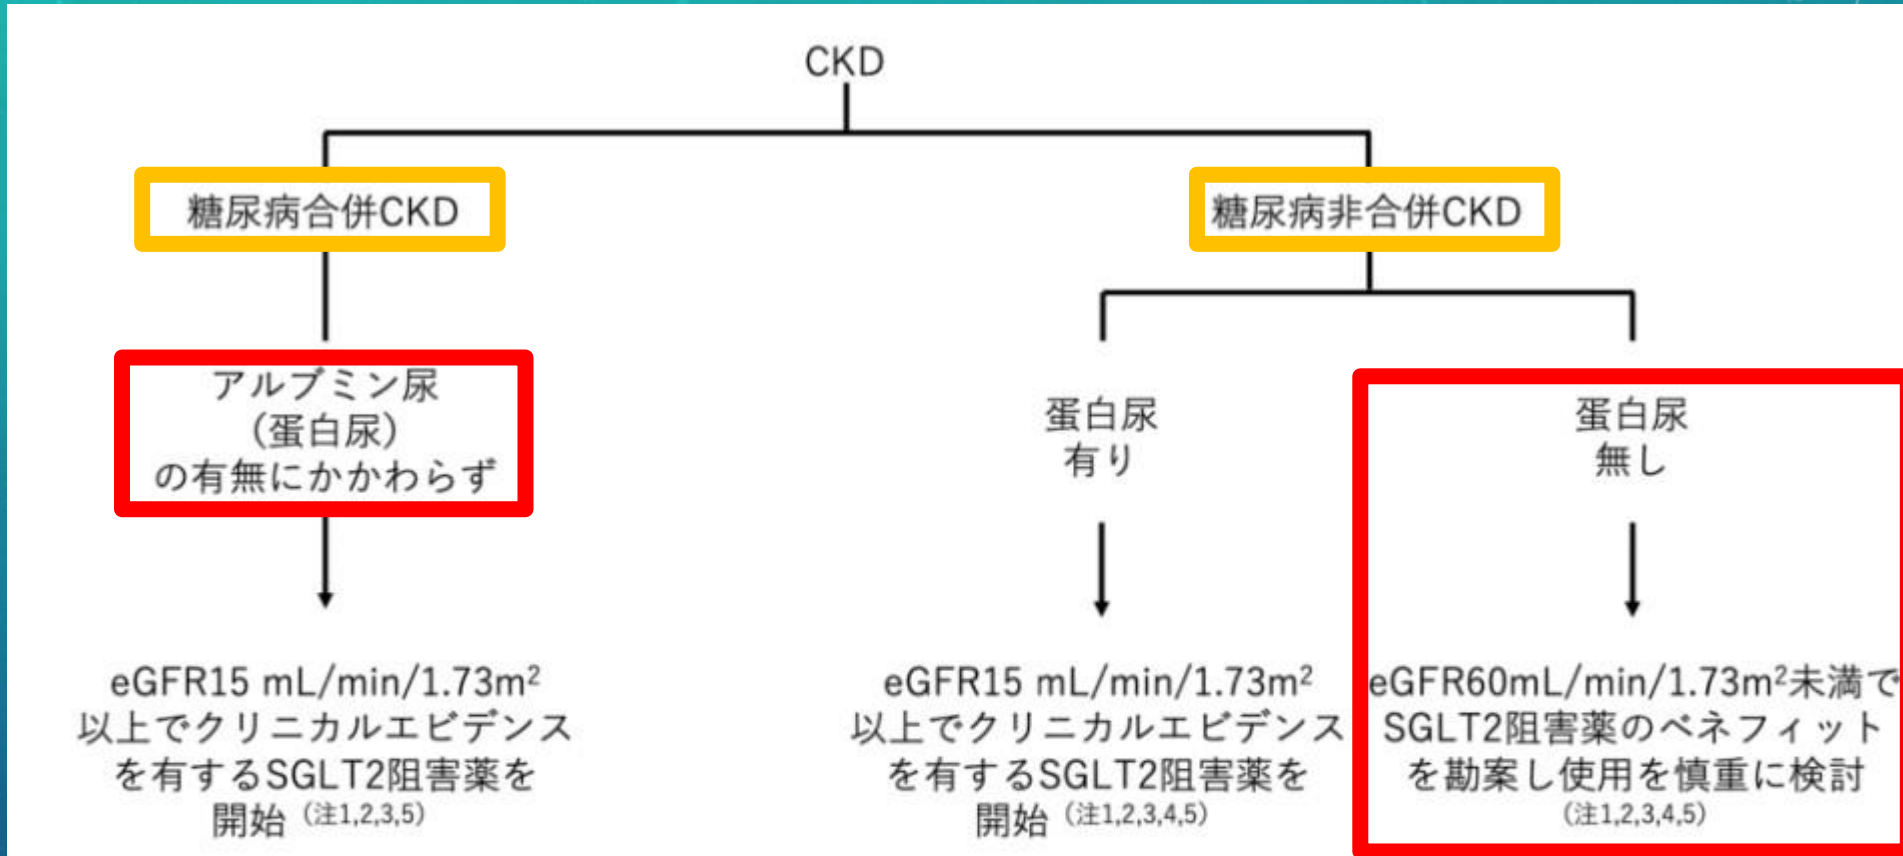 CKD
糖尿病合併CKD
糖尿病非合併CKD
アルブミン尿
（蛋白尿）
の有無にかかわらず
蛋白尿
有り
蛋白尿
無し
eGFR15 mL/min/1.73m²
以上でクリニカルエビデンス
を有するSGLT2阻害薬を
開始（注1,2,3,5）
eGFR15 mL/min/1.73m²
以上でクリニカルエビデンス
を有するSGLT2阻害薬を
開始（注1,2,3,4,5）
eGFR60mL/min/1.73m²未満で
SGLT2阻害薬のベネフィット
を勘案し使用を慎重に検討
（注1,2,3,4,5）